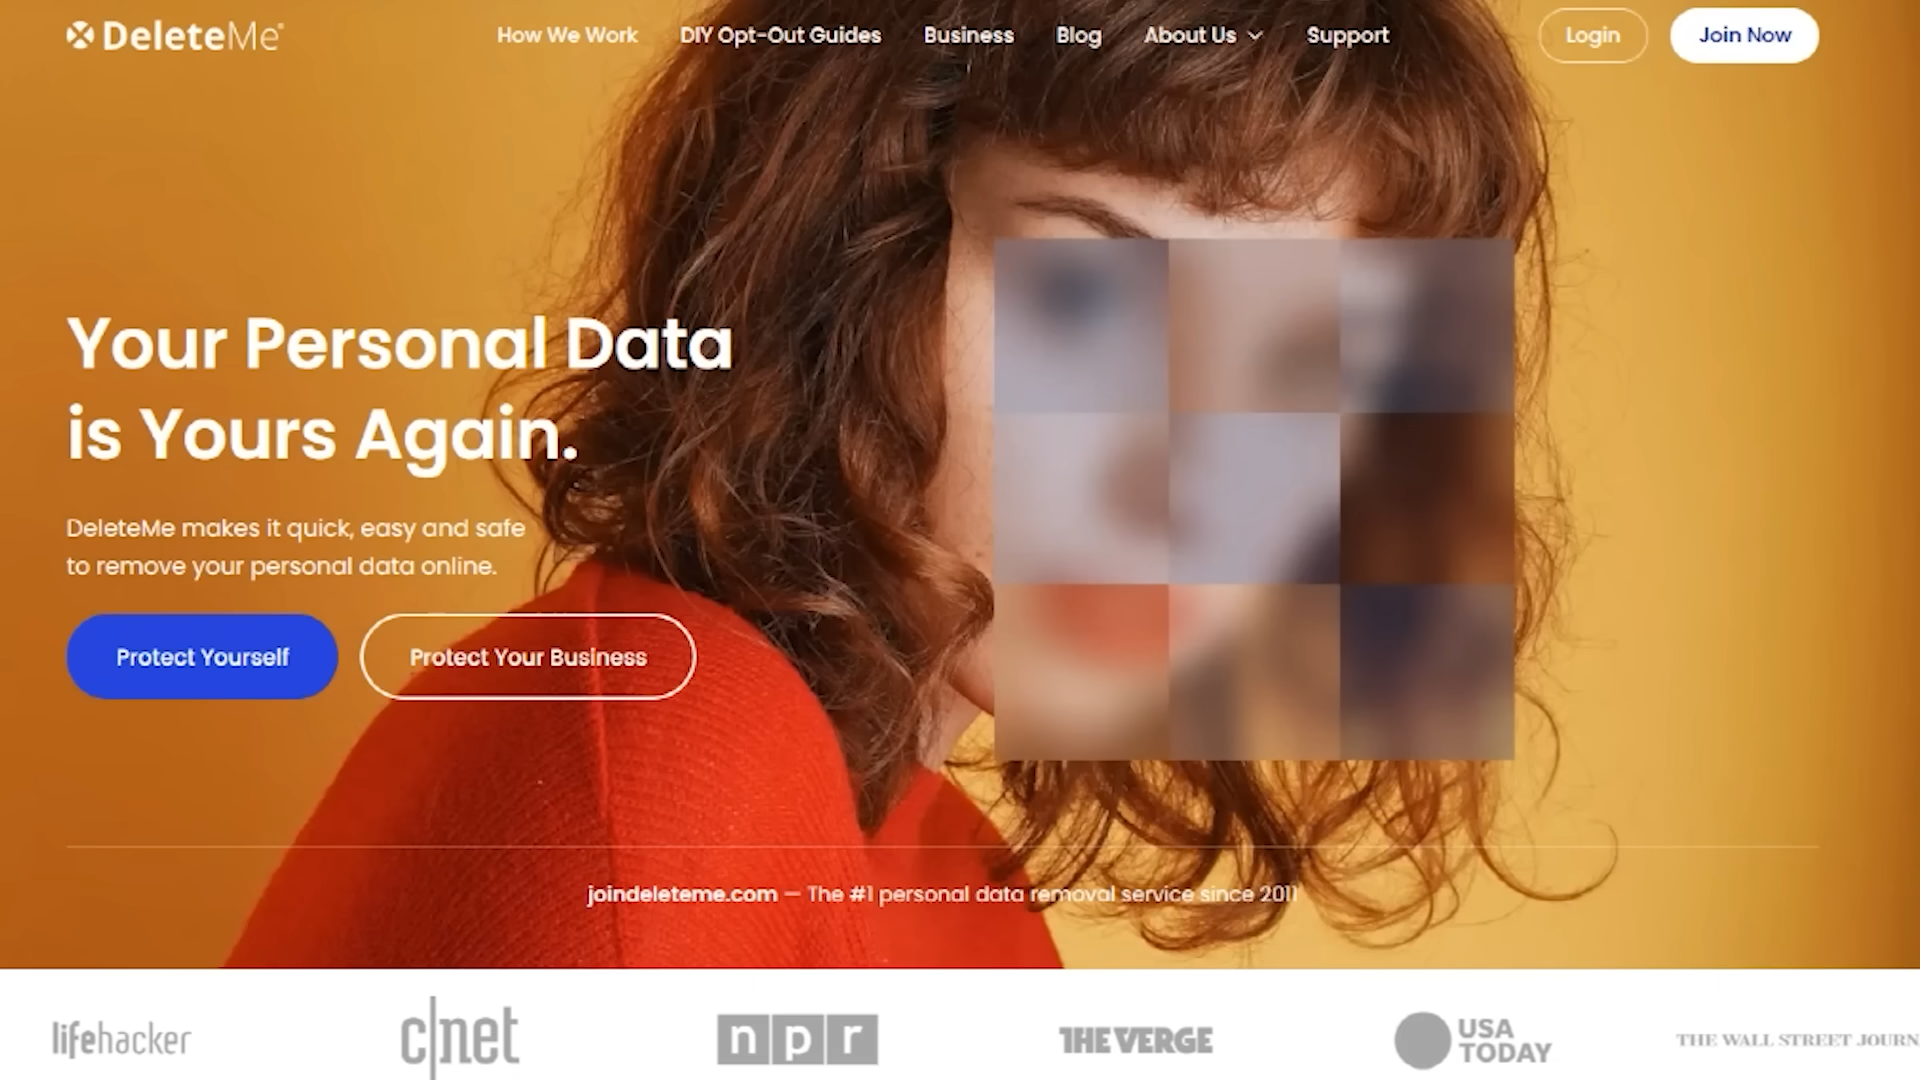 DeleteMe®
How We Work
DIY Opt-Out Guides
Business
Blog
About Us
Support
Login
Join Now
Your Personal Data
is Yours Again.
DeleteMe makes it quick, easy and safe
to remove your personal data online.
Protect Yourself
Protect Your Business
joindeleteme.com — The #1 personal data removal service since 2011
lifehacker
c|net
npr
THE VERGE
USA
TODAY
THE WALL STREET JOURN